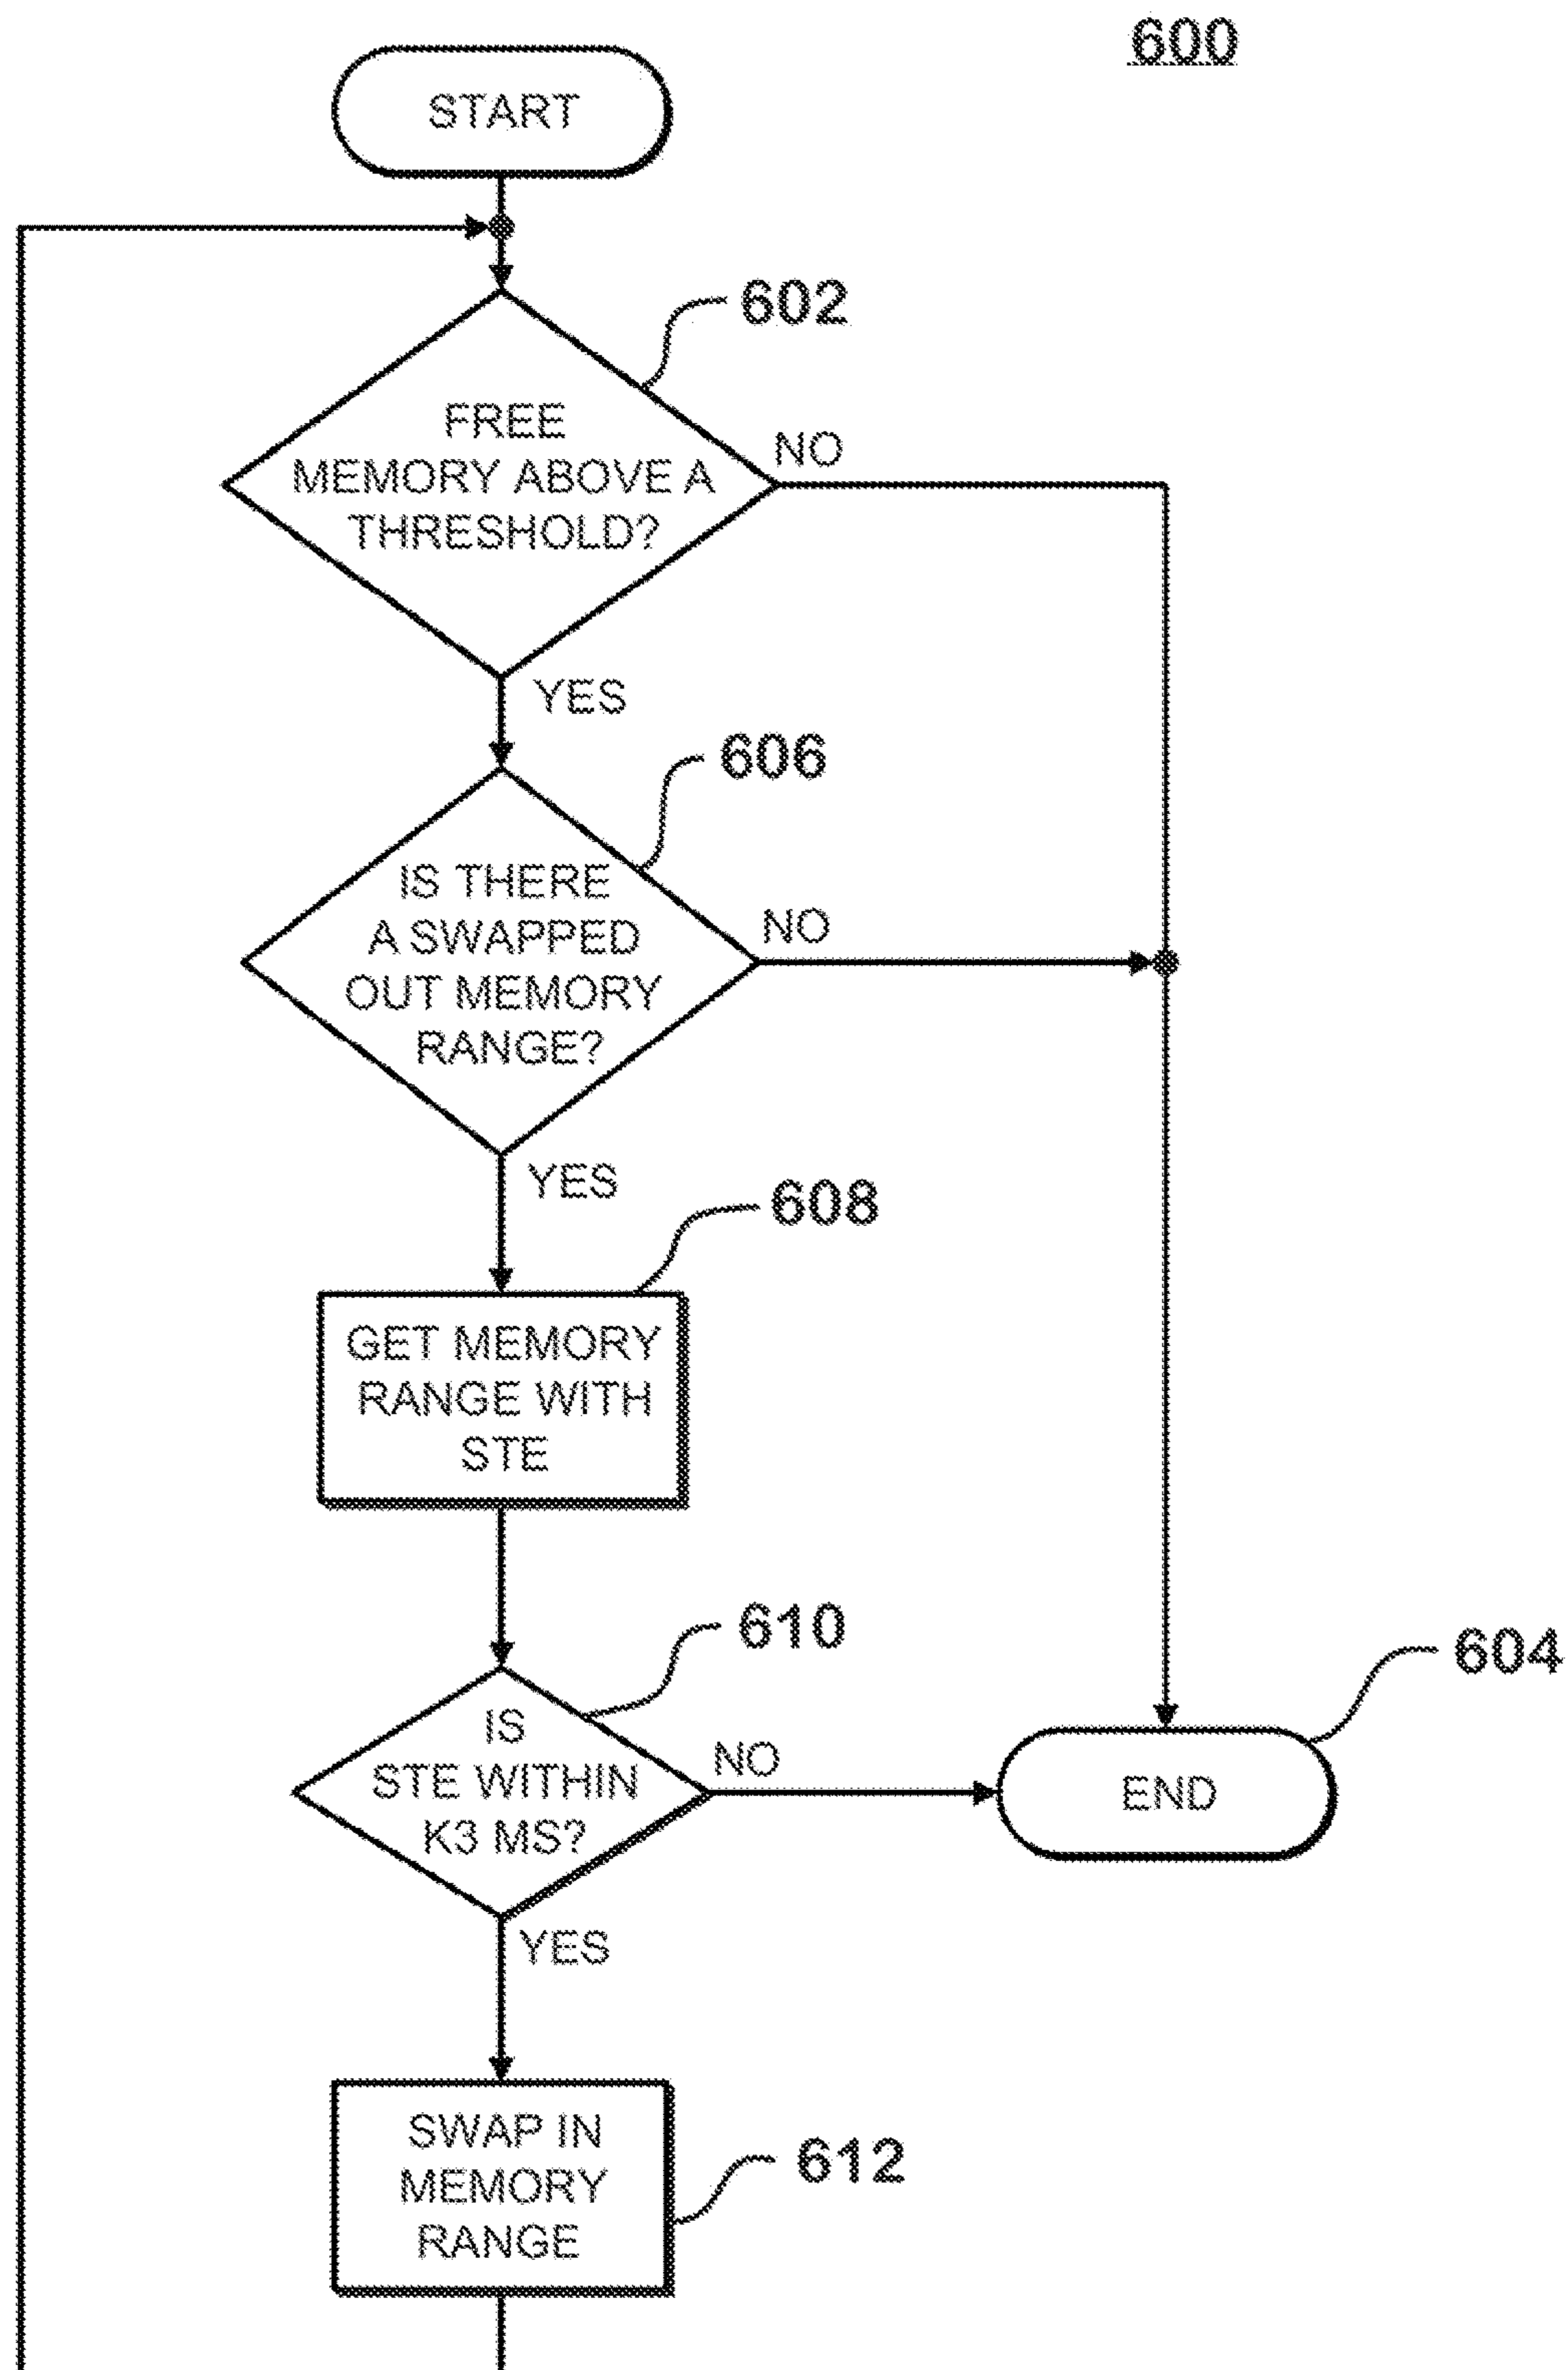 600
START
602
FREE
MEMORY ABOVE A
THRESHOLD?
NO
YES
606
IS THERE
A SWAPPED
OUT MEMORY
RANGE?
NO
YES
608
GET MEMORY
RANGE WITH
STE
610
604
IS
STE WITHIN
K3 MS?
NO
END
YES
SWAP IN
MEMORY
RANGE
612